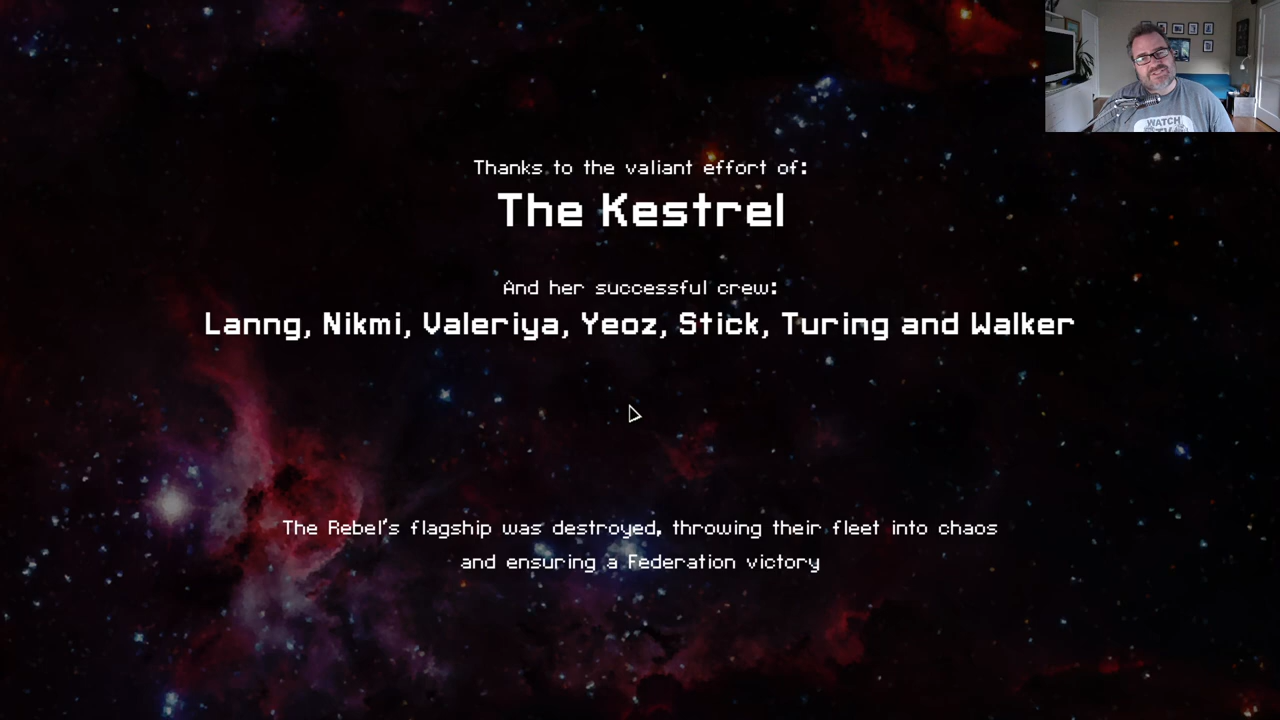 Thanks to the valiant effort of:
The Kestrel
And her successful crew:
Lanng, Nikmi, Valeriya, Yeoz, Stick, Turing and Walker
The Rebel's flagship was destroyed, throwing their fleet into chaos
and ensuring a Federation victory
WATCH